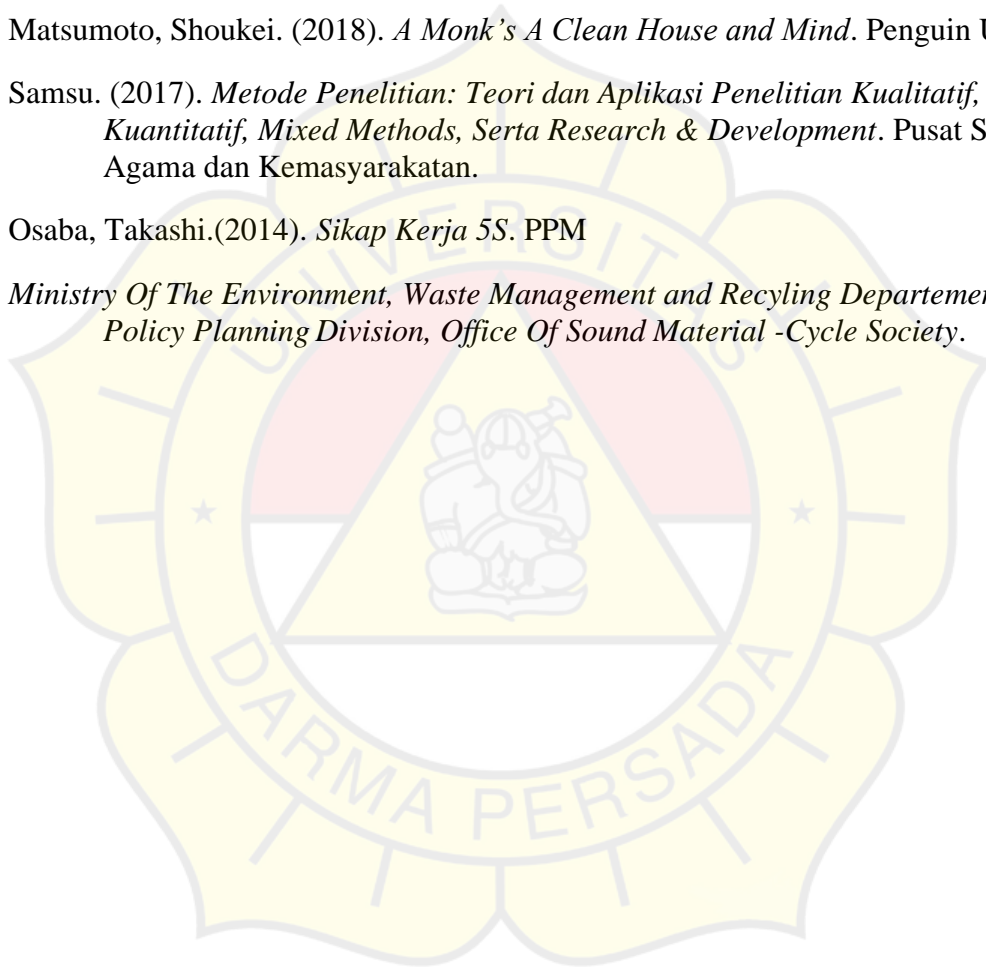 Matsumoto, Shoukei. (2018). A Monk’s A Clean House and Mind. Penguin
Samsu. (2017). Metode Penelitian: Teori dan Aplikasi Penelitian Kualitatif,
Kuantitatif, Mixed Methods, Serta Research & Development. Pusat
Agama dan Kemasyarakatan.
Osaba, Takashi.(2014). Sikap Kerja 5S. PPM
Ministry Of The Environment, Waste Management and Recyling
Policy Planning Division, Office Of Sound Material -Cycle Society.
UNIVERSITAS
DARMA PERSADA